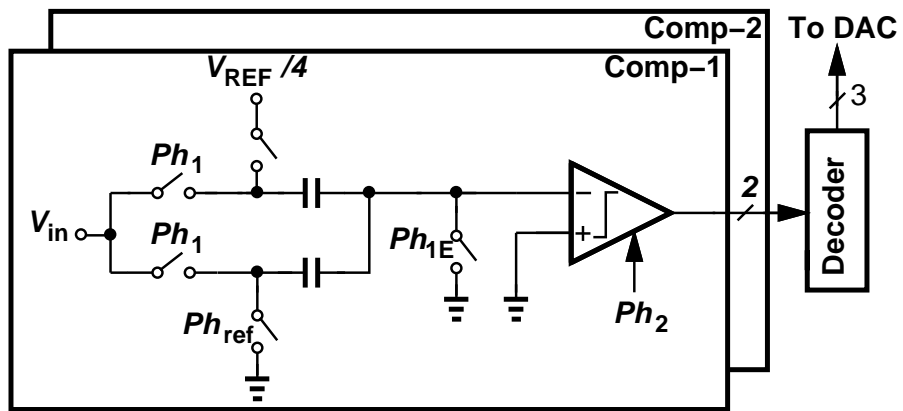 Comp–2
To DAC
Comp–1
V_REF /4
3
Ph_1
2
V_in
Ph_1
Ph_1E
Decoder
Ph_ref
Ph_2
−
+